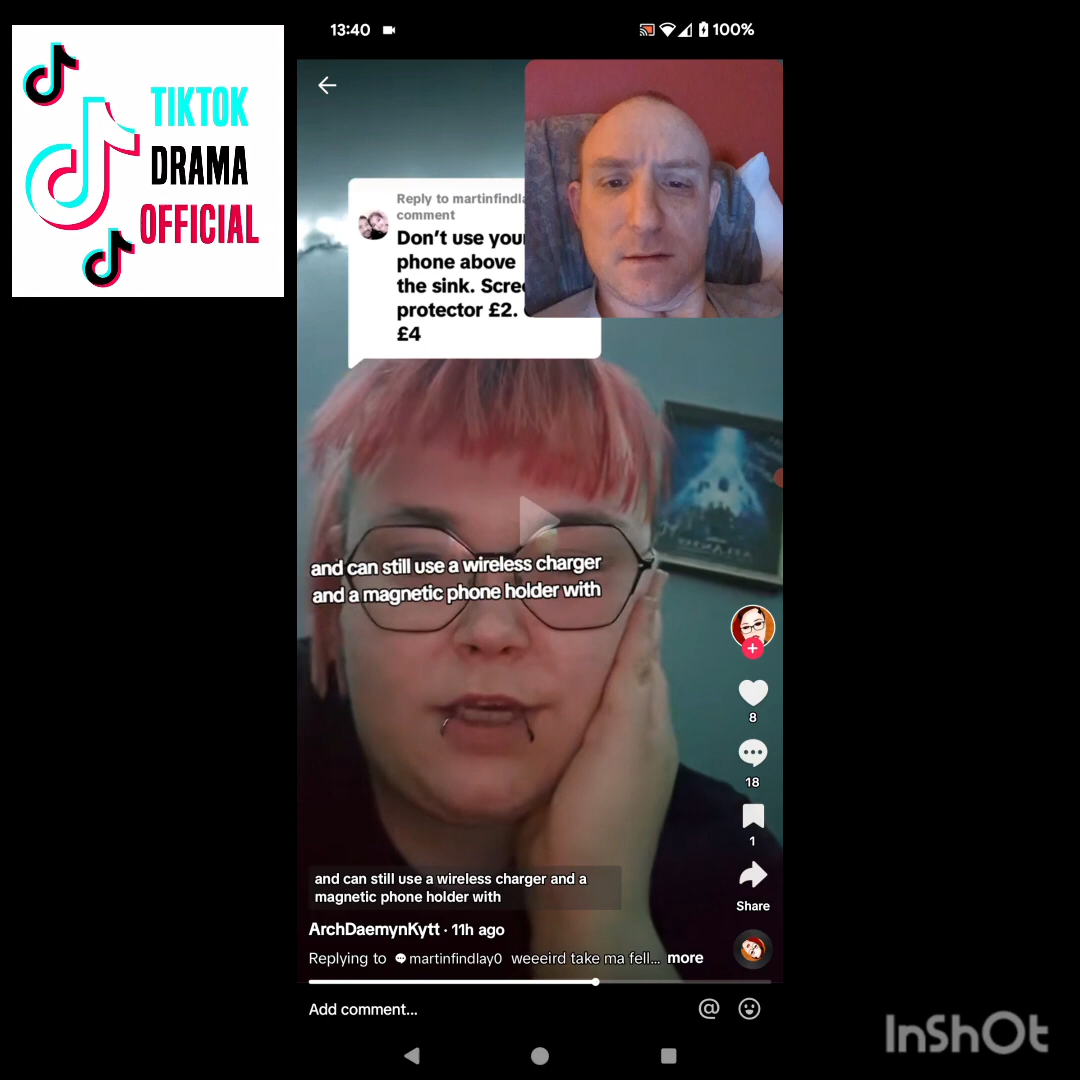 TIKTOK
DRAMA
OFFICIAL
13:40
100%
Reply to
comment
Don’t use
phone above
the sink.
protector £2.
£4
and can still use a wireless charger
and a magnetic phone holder with
8
18
1
Share
and can still use a wireless charger and a
magnetic phone holder with
ArchDaemynKytt · 11h ago
Replying to martinfindlay0 weeeird take ma fell... more
Add comment...
@
InShOt